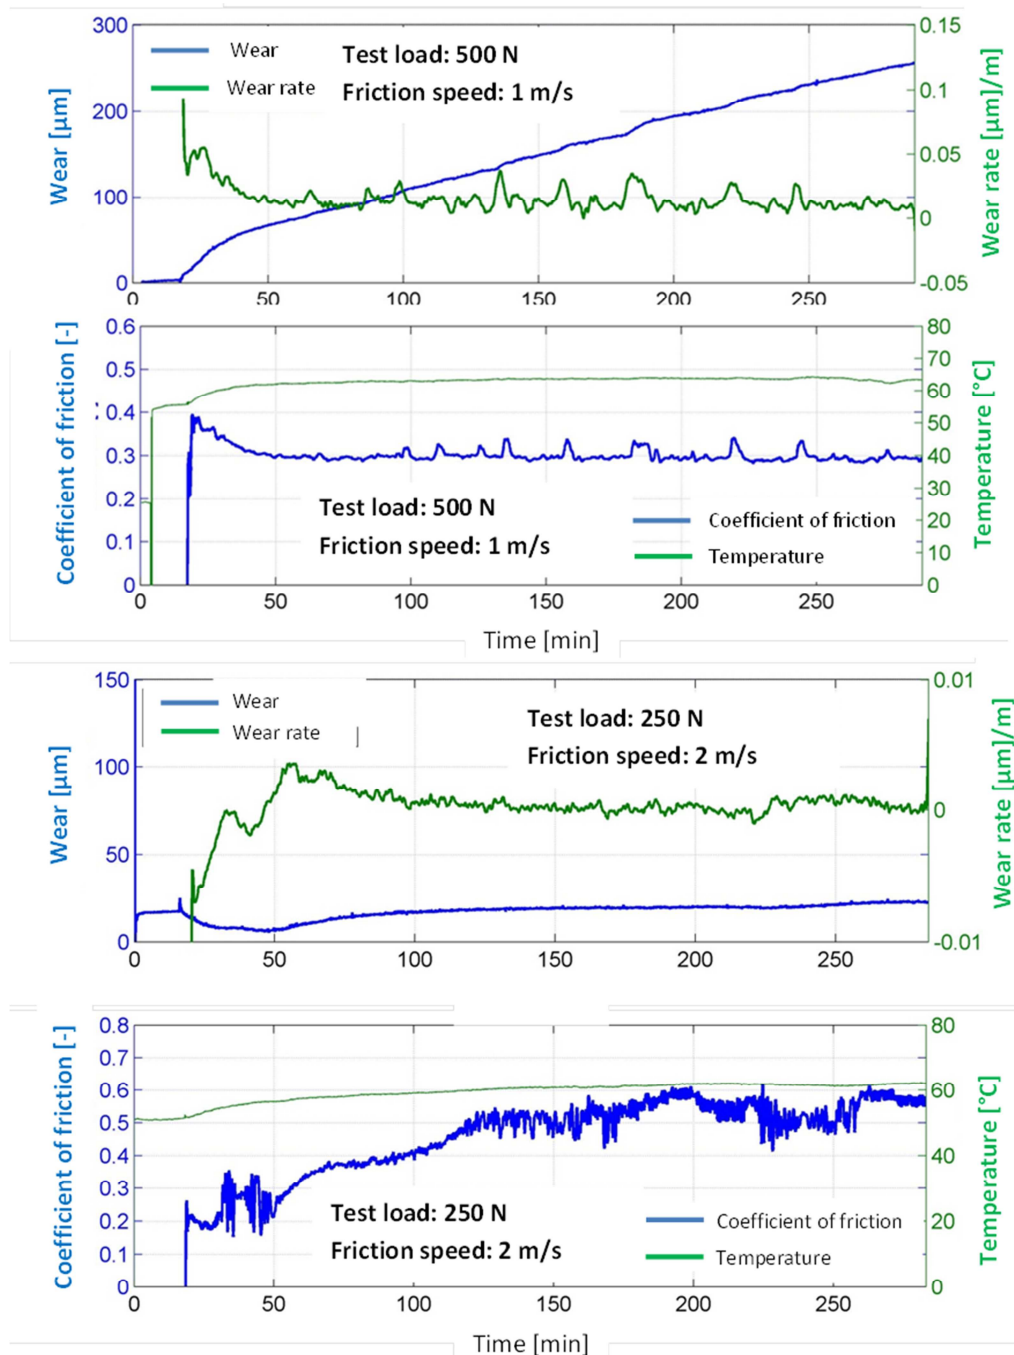 300
0.15
Wear
Test load: 500 N
Wear rate
Friction speed: 1 m/s
0.1
200
Wear [µm]
0.05
Wear rate [µm]/m
100
0
0
-0.05
0
50
100
150
200
250
0.6
80
0.5
70
0.4
60
0.3
50
0.2
40
0.1
30
0
20
10
0
Coefficient of friction [-]
Temperature [°C]
Test load: 500 N
Friction speed: 1 m/s
Coefficient of friction
Temperature
0
50
100
150
200
250
Time [min]
150
0.01
Wear
Wear rate
Test load: 250 N
Friction speed: 2 m/s
100
Wear [µm]
0
Wear rate [µm]/m
50
0
-0.01
0
50
100
150
200
250
0.8
80
0.7
0.6
60
0.5
0.4
40
0.3
0.2
20
0.1
0
0
Coefficient of friction [-]
Temperature [°C]
Test load: 250 N
Friction speed: 2 m/s
Coefficient of friction
Temperature
0
50
100
150
200
250
Time [min]